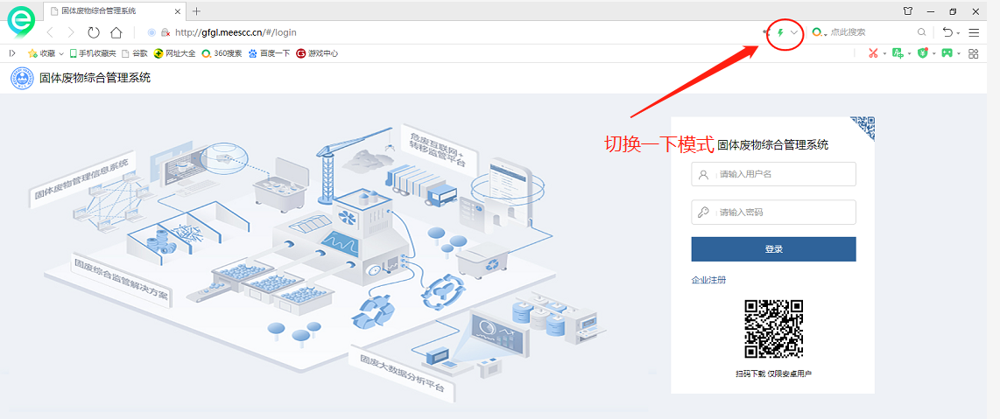 固体废物综合管理系统
http://gfgl.meescc.cn/#/login
点此搜索
收藏 手机收藏夹 谷歌 网址大全 360搜索 百度一下 游戏中心
固体废物综合管理系统
危废互联网+
转移监管平台
固体废物管理信息系统
固废综合监管解决方案
固废大数据分析平台
切换一下模式
固体废物综合管理系统
请输入用户名
请输入密码
登录
企业注册
扫码下载 仅限安卓用户